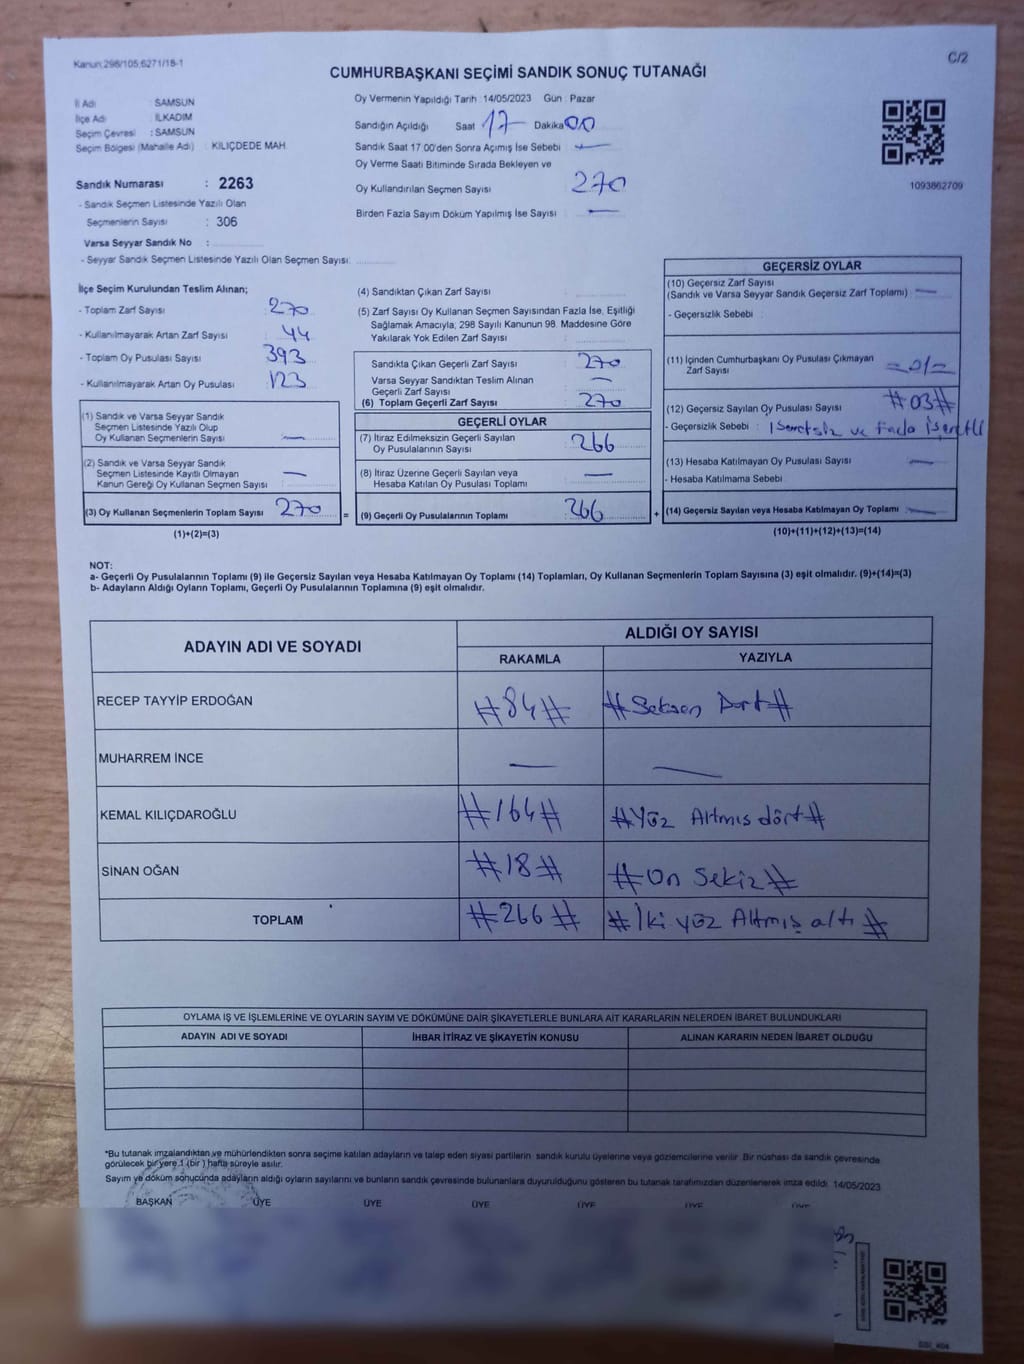 Kanun:298/105,6271/18-1
C/2
CUMHURBAŞKANI SEÇİMİ SANDIK SONUÇ TUTANAĞI
İl Adı : SAMSUN
İlçe Adı : İLKADIM
Seçim Çevresi : SAMSUN
Seçim Bölgesi (Mahalle Adı) : KILIÇDEDE MAH.
Sandık Numarası : 2263
- Sandık Seçmen Listesinde Yazılı Olan
Seçmenlerin Sayısı : 306
Varsa Seyyar Sandık No :
- Seyyar Sandık Seçmen Listesinde Yazılı Olan Seçmen Sayısı:
Oy Vermenin Yapıldığı Tarih :14/05/2023 Gün : Pazar
Sandığın Açıldığı Saat 17 Dakika 00
Sandık Saat 17:00'den Sonra Açımış İse Sebebi : —
Oy Verme Saati Bitiminde Sırada Bekleyen ve
Oy Kullandırılan Seçmen Sayısı : 270
Birden Fazla Sayım Döküm Yapılmış İse Sayısı : —
1093862709
İlçe Seçim Kurulundan Teslim Alınan;
- Toplam Zarf Sayısı : 270
- Kullanılmayarak Artan Zarf Sayısı : 44
- Toplam Oy Pusulası Sayısı : 393
- Kullanılmayarak Artan Oy Pusulası : 123
(1) Sandık ve Varsa Seyyar Sandık
Seçmen Listesinde Yazılı Olup
Oy Kullanan Seçmenlerin Sayısı : —
(2) Sandık ve Varsa Seyyar Sandık
Seçmen Listesinde Kayıtlı Olmayan
Kanun Gereği Oy Kullanan Seçmen Sayısı : —
(3) Oy Kullanan Seçmenlerin Toplam Sayısı : 270 =
(1)+(2)=(3)
(4) Sandıktan Çıkan Zarf Sayısı :
(5) Zarf Sayısı Oy Kullanan Seçmen Sayısından Fazla İse, Eşitliği
Sağlamak Amacıyla; 298 Sayılı Kanunun 98. Maddesine Göre
Yakılarak Yok Edilen Zarf Sayısı :
Sandıkta Çıkan Geçerli Zarf Sayısı : 270
Varsa Seyyar Sandıktan Teslim Alınan
Geçerli Zarf Sayısı : —
(6) Toplam Geçerli Zarf Sayısı : 270
GEÇERLİ OYLAR
(7) İtiraz Edilmeksizin Geçerli Sayılan
Oy Pusulalarının Sayısı : 266
(8) İtiraz Üzerine Geçerli Sayılan veya
Hesaba Katılan Oy Pusulası Toplamı : —
(9) Geçerli Oy Pusulalarının Toplamı : 266 +
GEÇERSİZ OYLAR
(10) Geçersiz Zarf Sayısı
(Sandık ve Varsa Seyyar Sandık Geçersiz Zarf Toplamı) : —
- Geçersizlik Sebebi :
(11) İçinden Cumhurbaşkanı Oy Pusulası Çıkmayan
Zarf Sayısı : =01=
(12) Geçersiz Sayılan Oy Pusulası Sayısı : #03#
- Geçersizlik Sebebi : İşaretsiz ve Fazla işaretli
(13) Hesaba Katılmayan Oy Pusulası Sayısı : —
- Hesaba Katılmama Sebebi :
(14) Geçersiz Sayılan veya Hesaba Katılmayan Oy Toplamı : —
(10)+(11)+(12)+(13)=(14)
NOT:
a- Geçerli Oy Pusulalarının Toplamı (9) ile Geçersiz Sayılan veya Hesaba Katılmayan Oy Toplamı (14) Toplamları, Oy Kullanan Seçmenlerin Toplam Sayısına (3) eşit olmalıdır. (9)+(14)=(3)
b- Adayların Aldığı Oyların Toplamı, Geçerli Oy Pusulalarının Toplamına (9) eşit olmalıdır.
ADAYIN ADI VE SOYADI
ALDIĞI OY SAYISI
RAKAMLA YAZIYLA
RECEP TAYYİP ERDOĞAN #84# #Seksen Dört#
MUHARREM İNCE — —
KEMAL KILIÇDAROĞLU #164# #Yüz Altmış dört#
SİNAN OĞAN #18# #On Sekiz#
TOPLAM #266# #İki yüz Altmış altı#
OYLAMA İŞ VE İŞLEMLERİNE VE OYLARIN SAYIM VE DÖKÜMÜNE DAİR ŞİKAYETLERLE BUNLARA AİT KARARLARIN NELERDEN İBARET BULUNDUKLARI
ADAYIN ADI VE SOYADI İHBAR İTİRAZ VE ŞİKAYETİN KONUSU ALINAN KARARIN NEDEN İBARET OLDUĞU
*Bu tutanak imzalandıktan ve mühürlendikten sonra seçime katılan adayların ve talep eden siyasi partilerin sandık kurulu üyelerine veya gözlemcilerine verilir. Bir nüshası da sandık çevresinde
görülecek bir yere 1 (bir) hafta süreyle asılır.
Sayım ve döküm sonucunda adayların aldığı oyların sayılarını ve bunların sandık çevresinde bulunanlara duyurulduğunu gösteren bu tutanak tarafımızdan düzenlenerek imza edildi. 14/05/2023
BAŞKAN ÜYE ÜYE ÜYE ÜYE ÜYE ÜYE